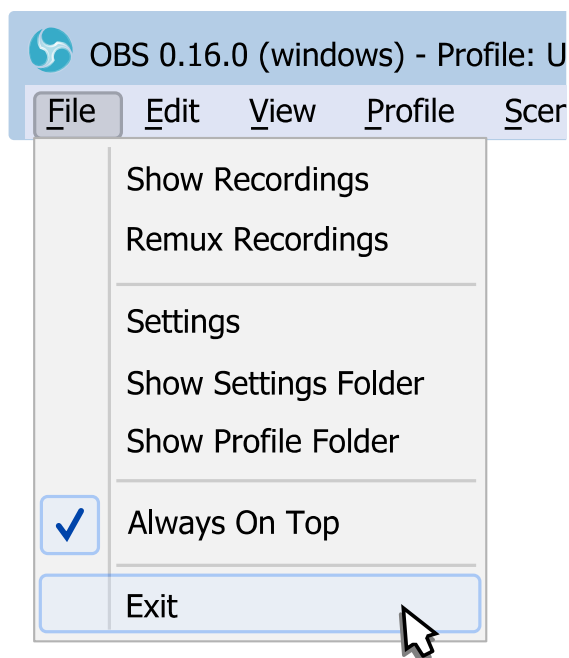 OBS 0.16.0 (windows) - Profile: U
File Edit View Profile Scer
Show Recordings
Remux Recordings
Settings
Show Settings Folder
Show Profile Folder
Always On Top
Exit